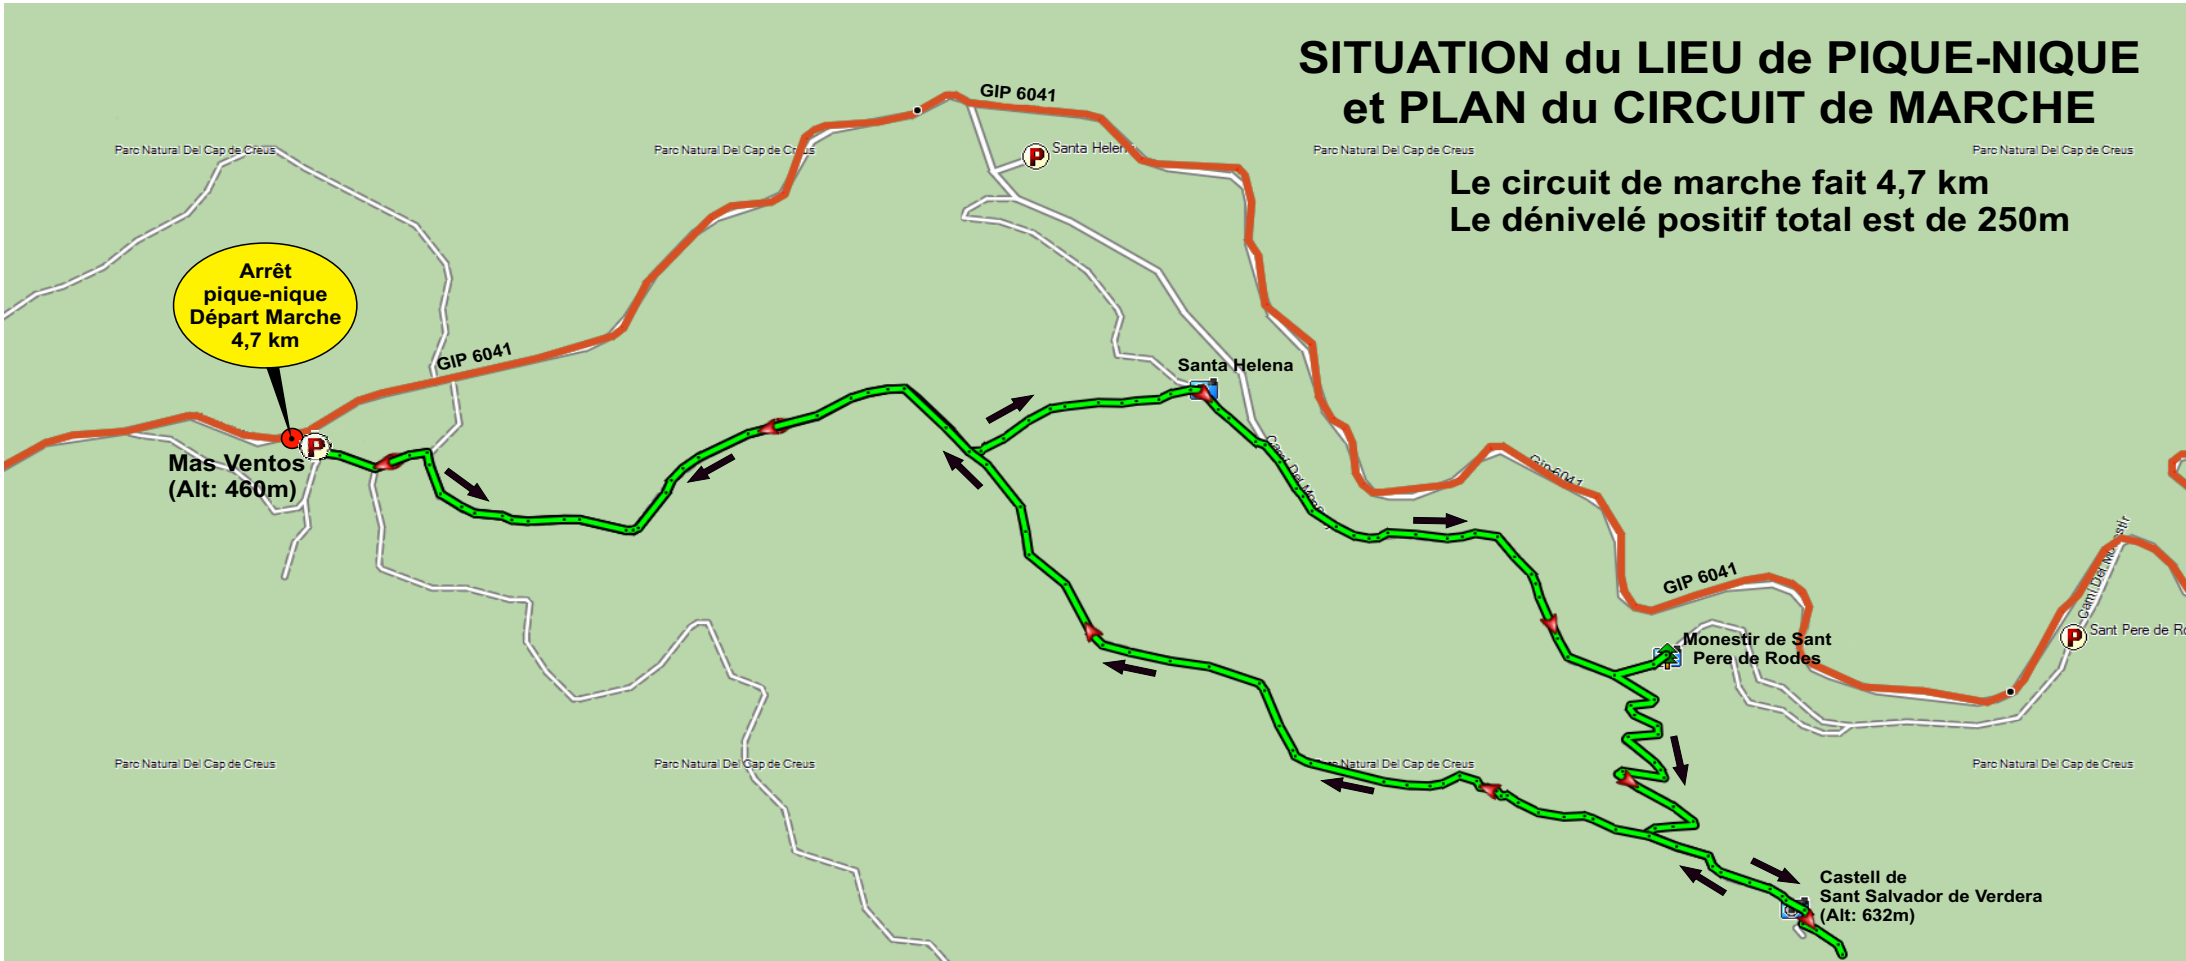 SITUATION du LIEU de PIQUE-NIQUE
et PLAN du CIRCUIT de MARCHE
Le circuit de marche fait 4,7 km
Le dénivelé positif total est de 250m
GIP 6041
Parc Natural Del Cap de Creus
Parc Natural Del Cap de Creus
P Santa Helena
Parc Natural Del Cap de Creus
Parc Natural Del Cap de Creus
Arrêt
pique-nique
Départ Marche
4,7 km
GIP 6041
Santa Helena
P
Mas Ventos
(Alt: 460m)
Camí Del Monestir
GIP 6041
GIP 6041
Camí Del Monestir
P Sant Pere de Ro
Monestir de Sant
Pere de Rodes
Parc Natural Del Cap de Creus
Parc Natural Del Cap de Creus
Parc Natural Del Cap de Creus
Parc Natural Del Cap de Creus
Castell de
Sant Salvador de Verdera
(Alt: 632m)